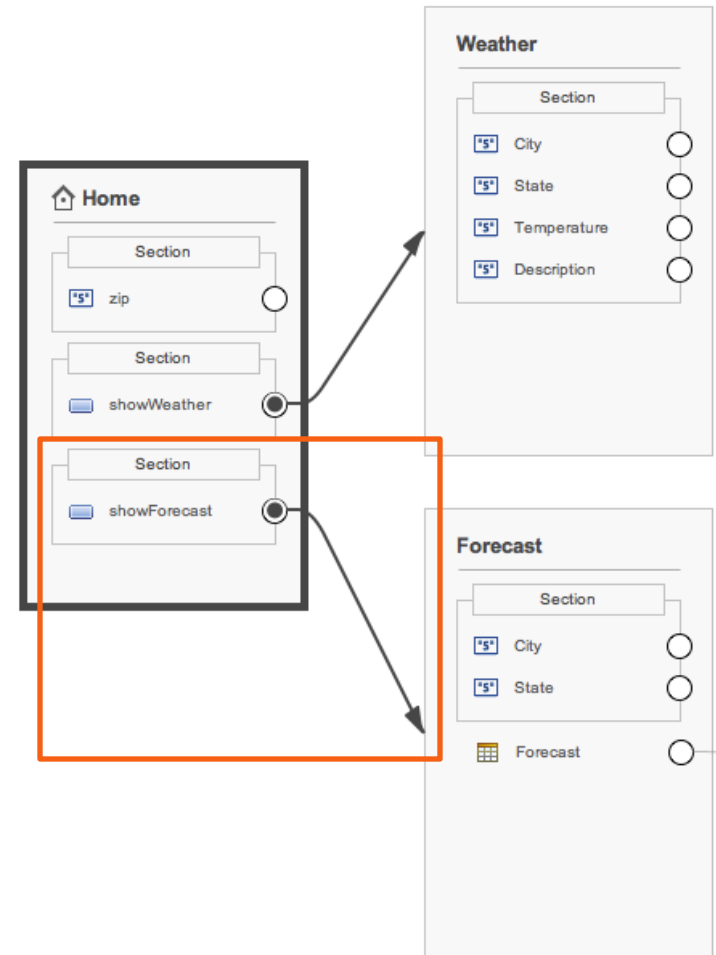 Home
Section
"S" zip
Section
showWeather
Section
showForecast
Weather
Section
"S" City
"S" State
"S" Temperature
"S" Description
Forecast
Section
"S" City
"S" State
Forecast